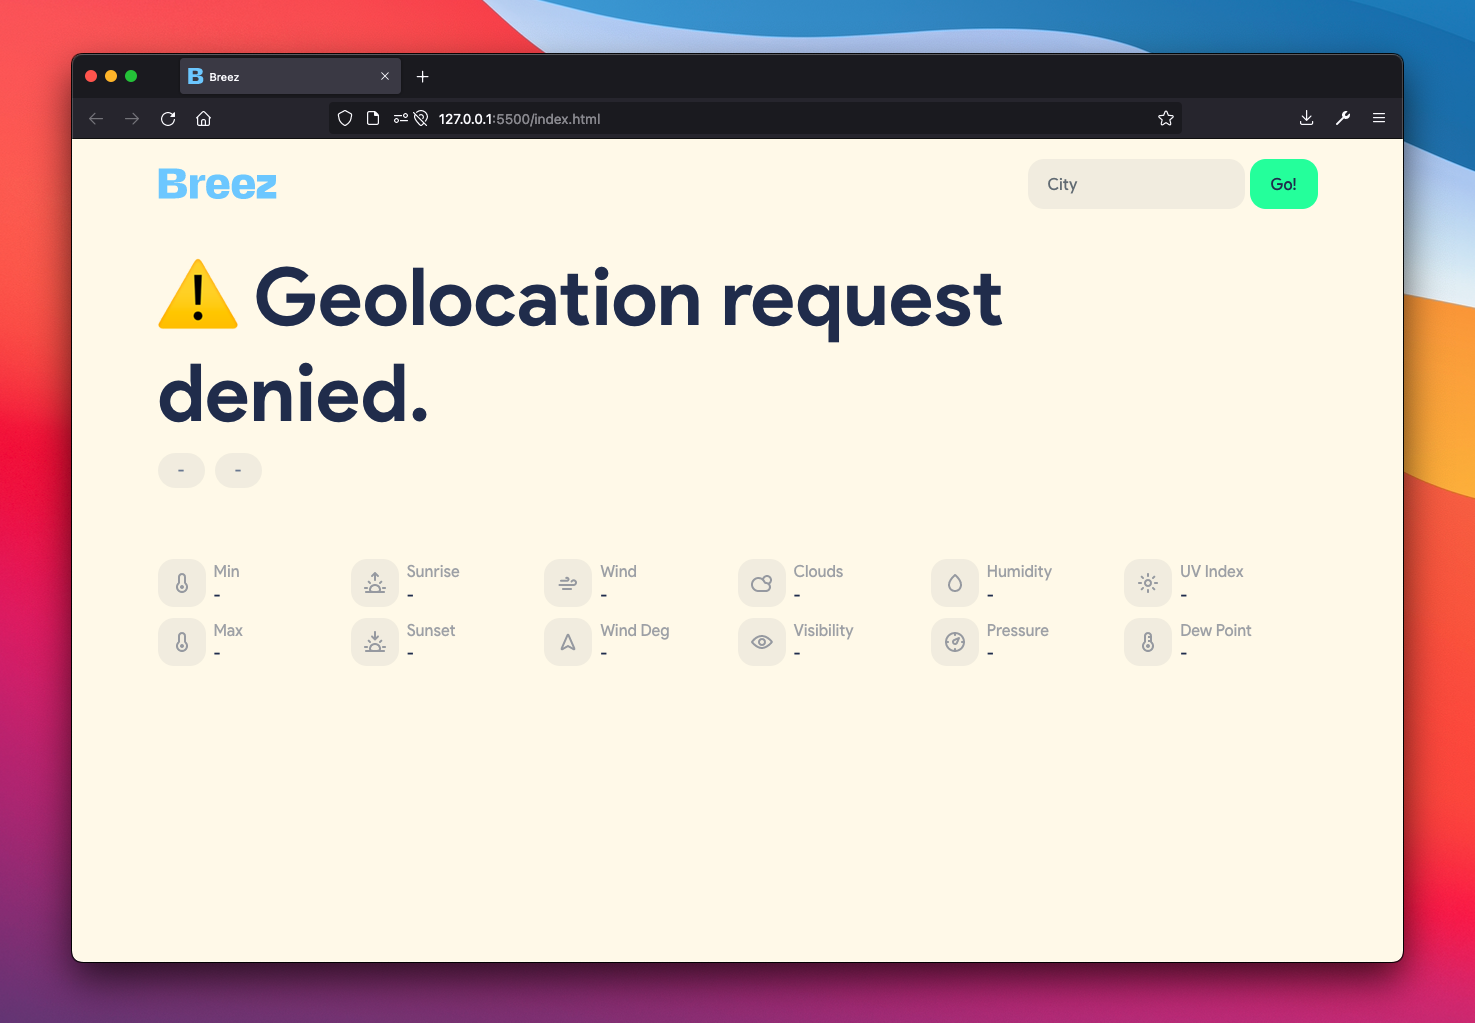 Breez
127.0.0.1:5500/index.html
Breez
City
Go!
⚠️ Geolocation request
denied.
- -
Min
-
Sunrise
-
Wind
-
Clouds
-
Humidity
-
UV Index
-
Max
-
Sunset
-
Wind Deg
-
Visibility
-
Pressure
-
Dew Point
-